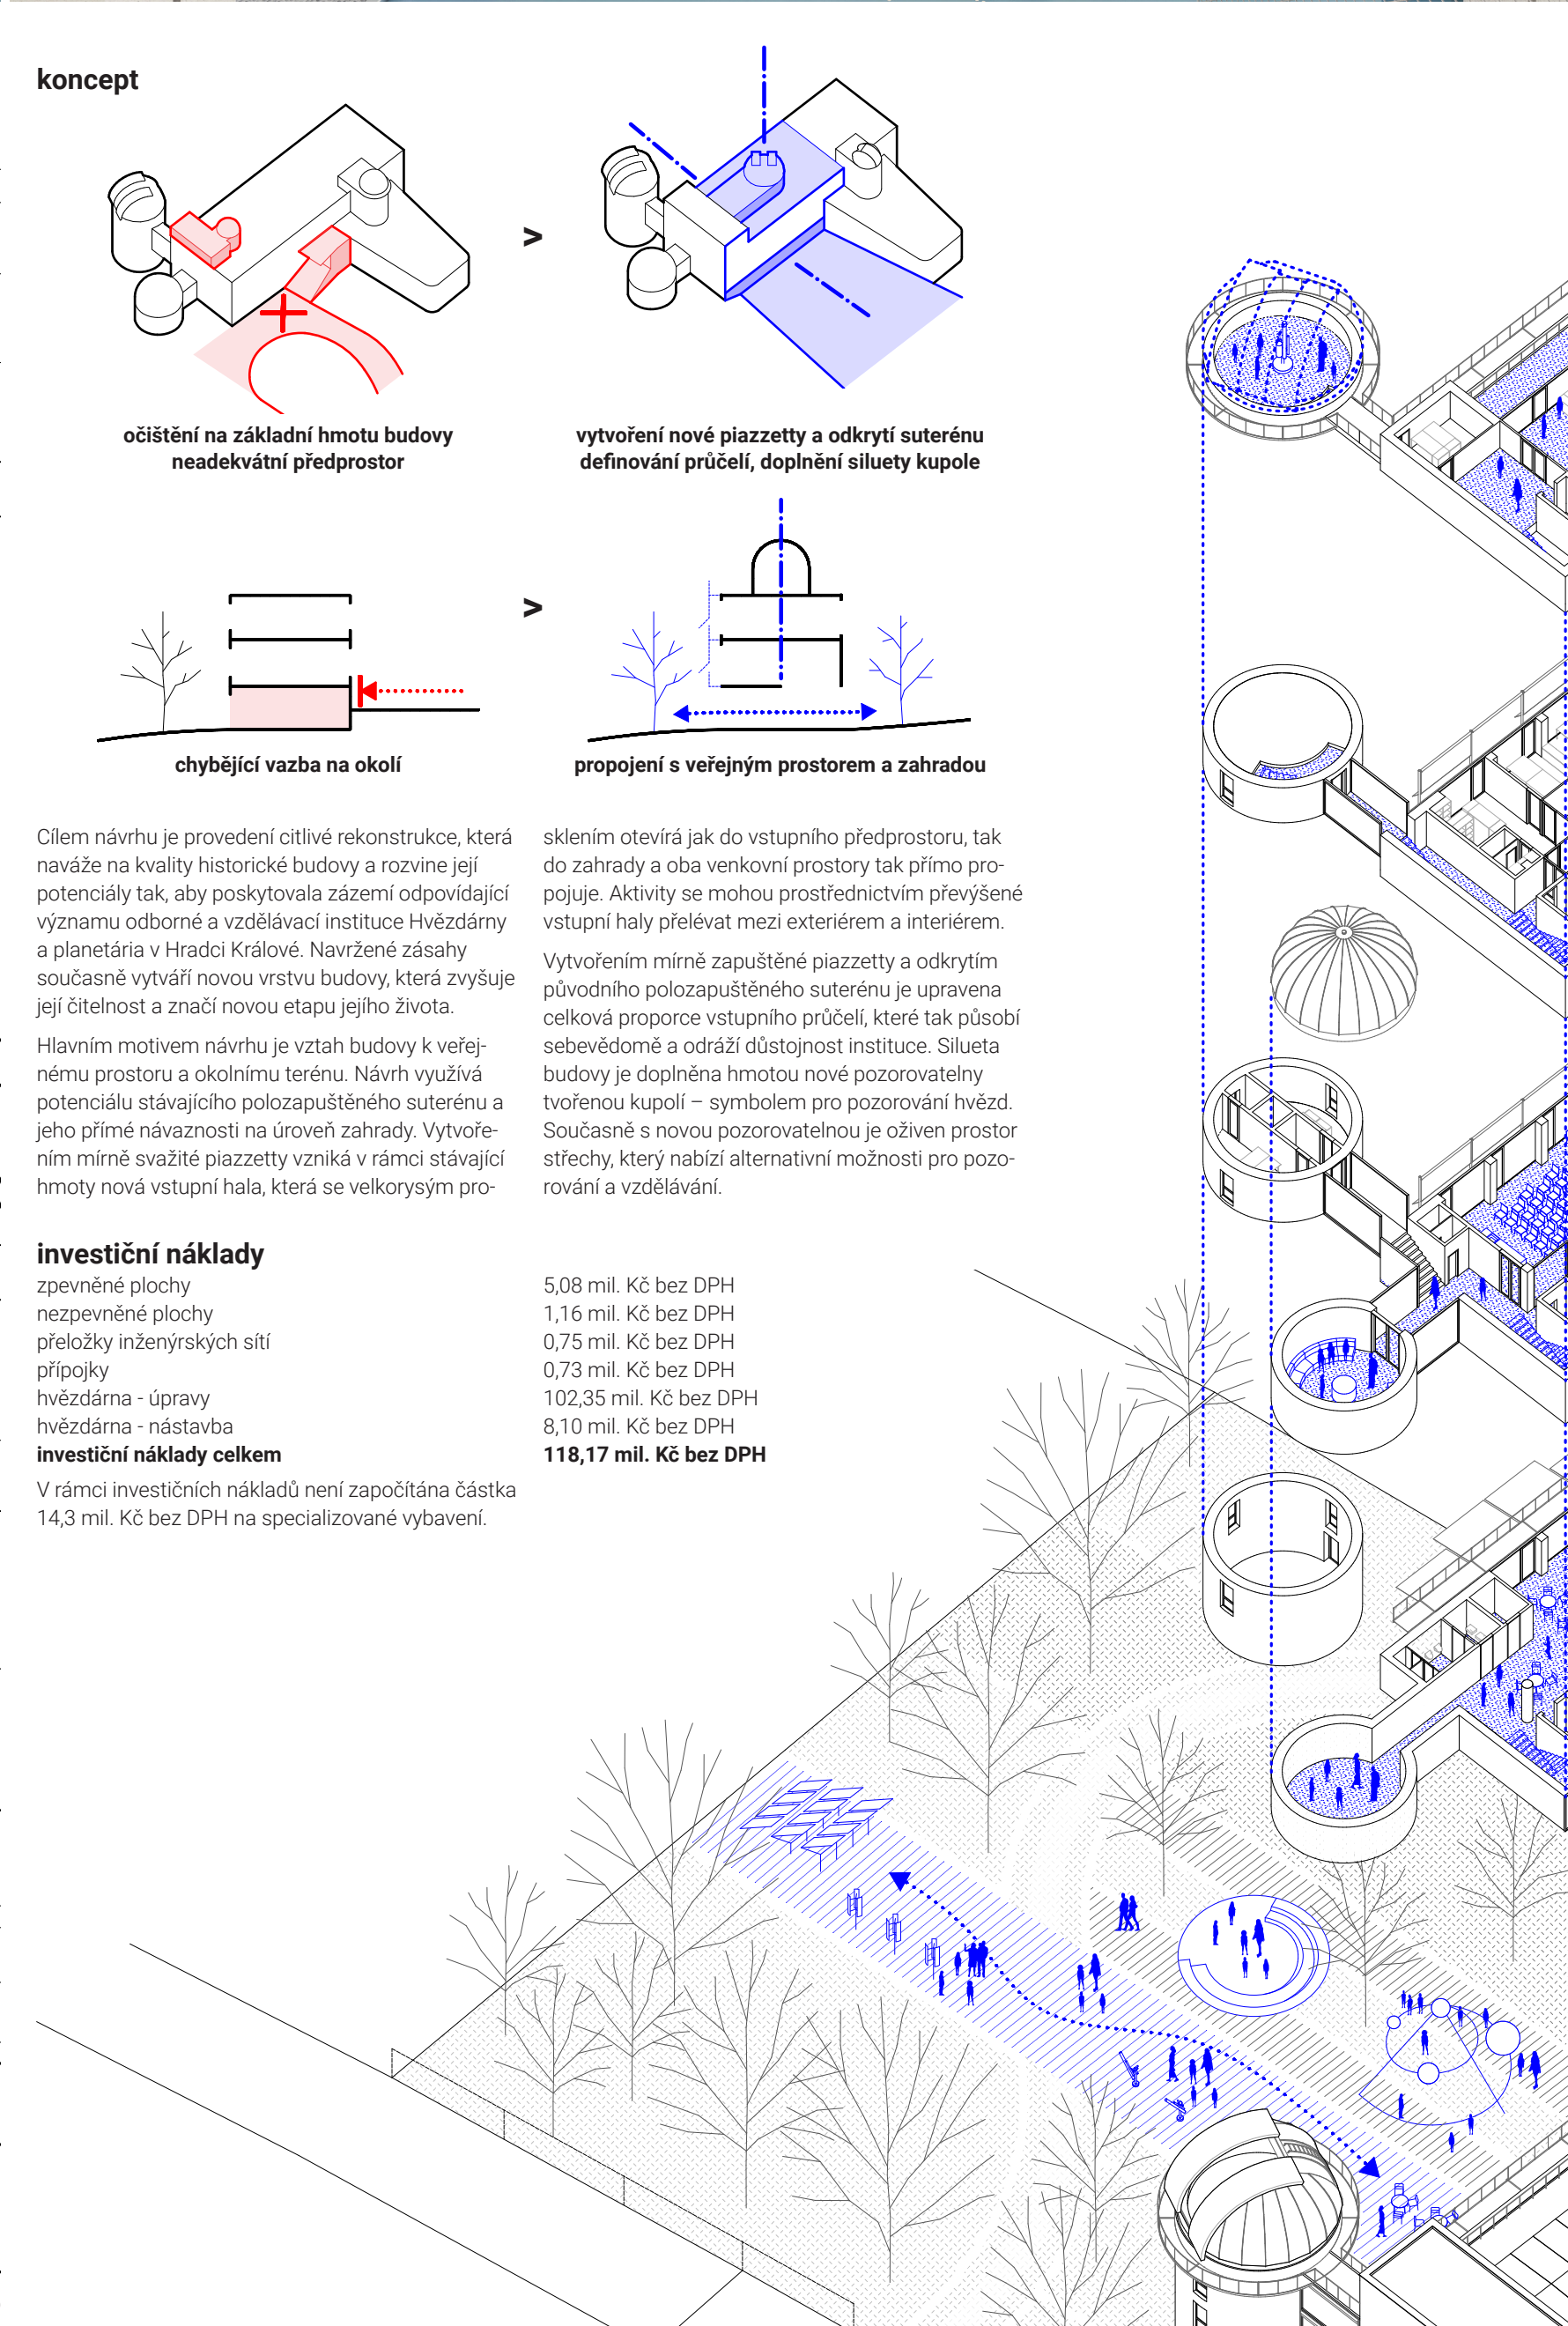 koncept
>
očištění na základní hmotu budovy
neadekvátní předprostor
vytvoření nové piazzetty a odkrytí suterénu
definování průčelí, doplnění siluety kupole
>
chybějící vazba na okolí
propojení s veřejným prostorem a zahradou
Cílem návrhu je provedení citlivé rekonstrukce, která
naváže na kvality historické budovy a rozvine její
potenciály tak, aby poskytovala zázemí odpovídající
významu odborné a vzdělávací instituce Hvězdárny
a planetária v Hradci Králové. Navržené zásahy
současně vytváří novou vrstvu budovy, která zvyšuje
její čitelnost a značí novou etapu jejího života.
Hlavním motivem návrhu je vztah budovy k veřej-
nému prostoru a okolnímu terénu. Návrh využívá
potenciálu stávajícího polozapuštěného suterénu a
jeho přímé návaznosti na úroveň zahrady. Vytvoře-
ním mírně svažité piazzetty vzniká v rámci stávající
hmoty nová vstupní hala, která se velkorysým pro-
sklením otevírá jak do vstupního předprostoru, tak
do zahrady a oba venkovní prostory tak přímo pro-
pojuje. Aktivity se mohou prostřednictvím převýšené
vstupní haly přelévat mezi exteriérem a interiérem.
Vytvořením mírně zapuštěné piazzetty a odkrytím
původního polozapuštěného suterénu je upravena
celková proporce vstupního průčelí, které tak působí
sebevědomě a odráží důstojnost instituce. Silueta
budovy je doplněna hmotou nové pozorovatelny
tvořenou kupolí – symbolem pro pozorování hvězd.
Současně s novou pozorovatelnou je oživen prostor
střechy, který nabízí alternativní možnosti pro pozo-
rování a vzdělávání.
investiční náklady
zpevněné plochy 5,08 mil. Kč bez DPH
nezpevněné plochy 1,16 mil. Kč bez DPH
přeložky inženýrských sítí 0,75 mil. Kč bez DPH
přípojky 0,73 mil. Kč bez DPH
hvězdárna - úpravy 102,35 mil. Kč bez DPH
hvězdárna - nástavba 8,10 mil. Kč bez DPH
investiční náklady celkem 118,17 mil. Kč bez DPH
V rámci investičních nákladů není započítána částka
14,3 mil. Kč bez DPH na specializované vybavení.